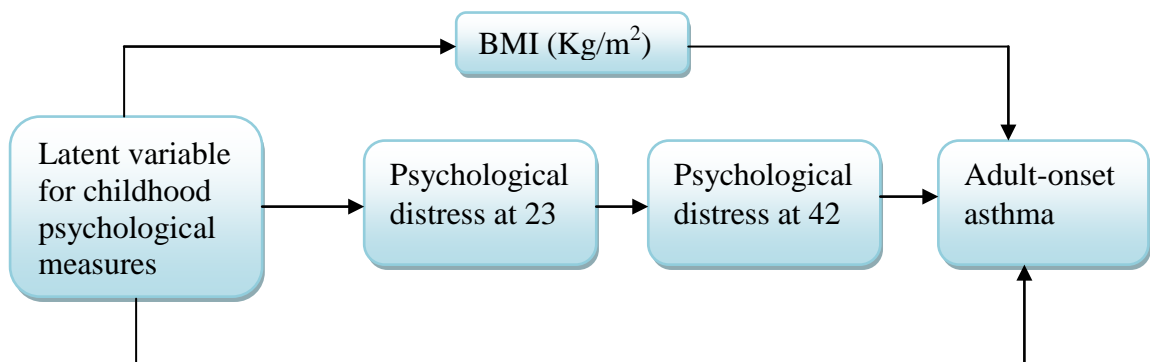 BMI (Kg/m²)
Latent variable
for childhood
psychological
measures
Psychological
distress at 23
Psychological
distress at 42
Adult-onset
asthma